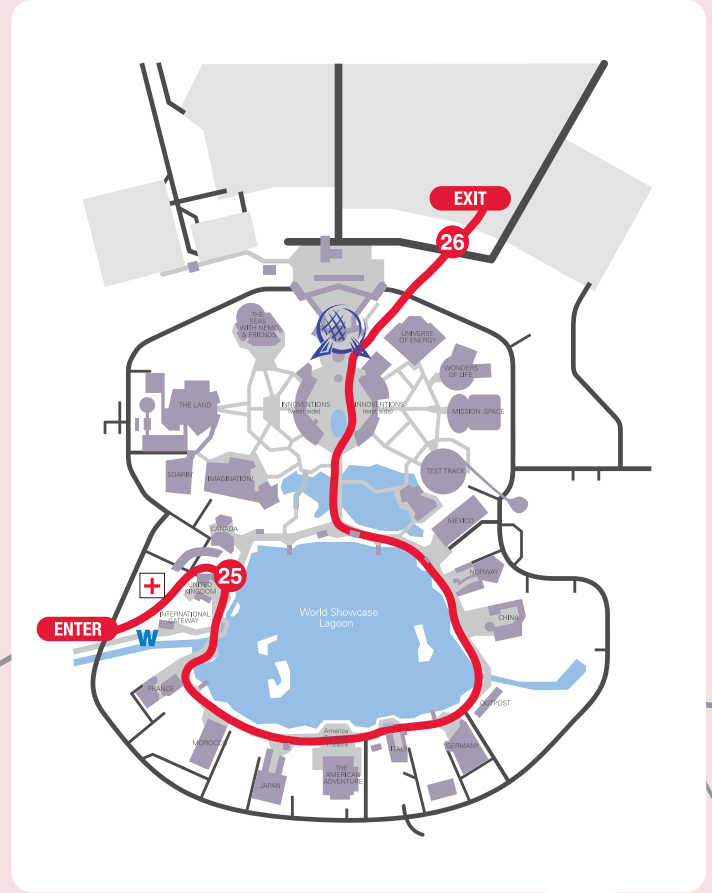 EXIT
26
THE
SEAS
WITH NEMO
& FRIENDS
UNIVERSE
OF ENERGY
WONDERS
OF LIFE
THE LAND
INNOVENTIONS
(west side)
INNOVENTIONS
(east side)
MISSION: SPACE
SOARIN'
IMAGINATION!
TEST TRACK
MEXICO
CANADA
25
UNITED
KINGDOM
NORWAY
ENTER
INTERNATIONAL
GATEWAY
W
World Showcase
Lagoon
CHINA
FRANCE
OUTPOST
MOROCCO
America
ITALY
GERMANY
THE
AMERICAN
ADVENTURE
JAPAN